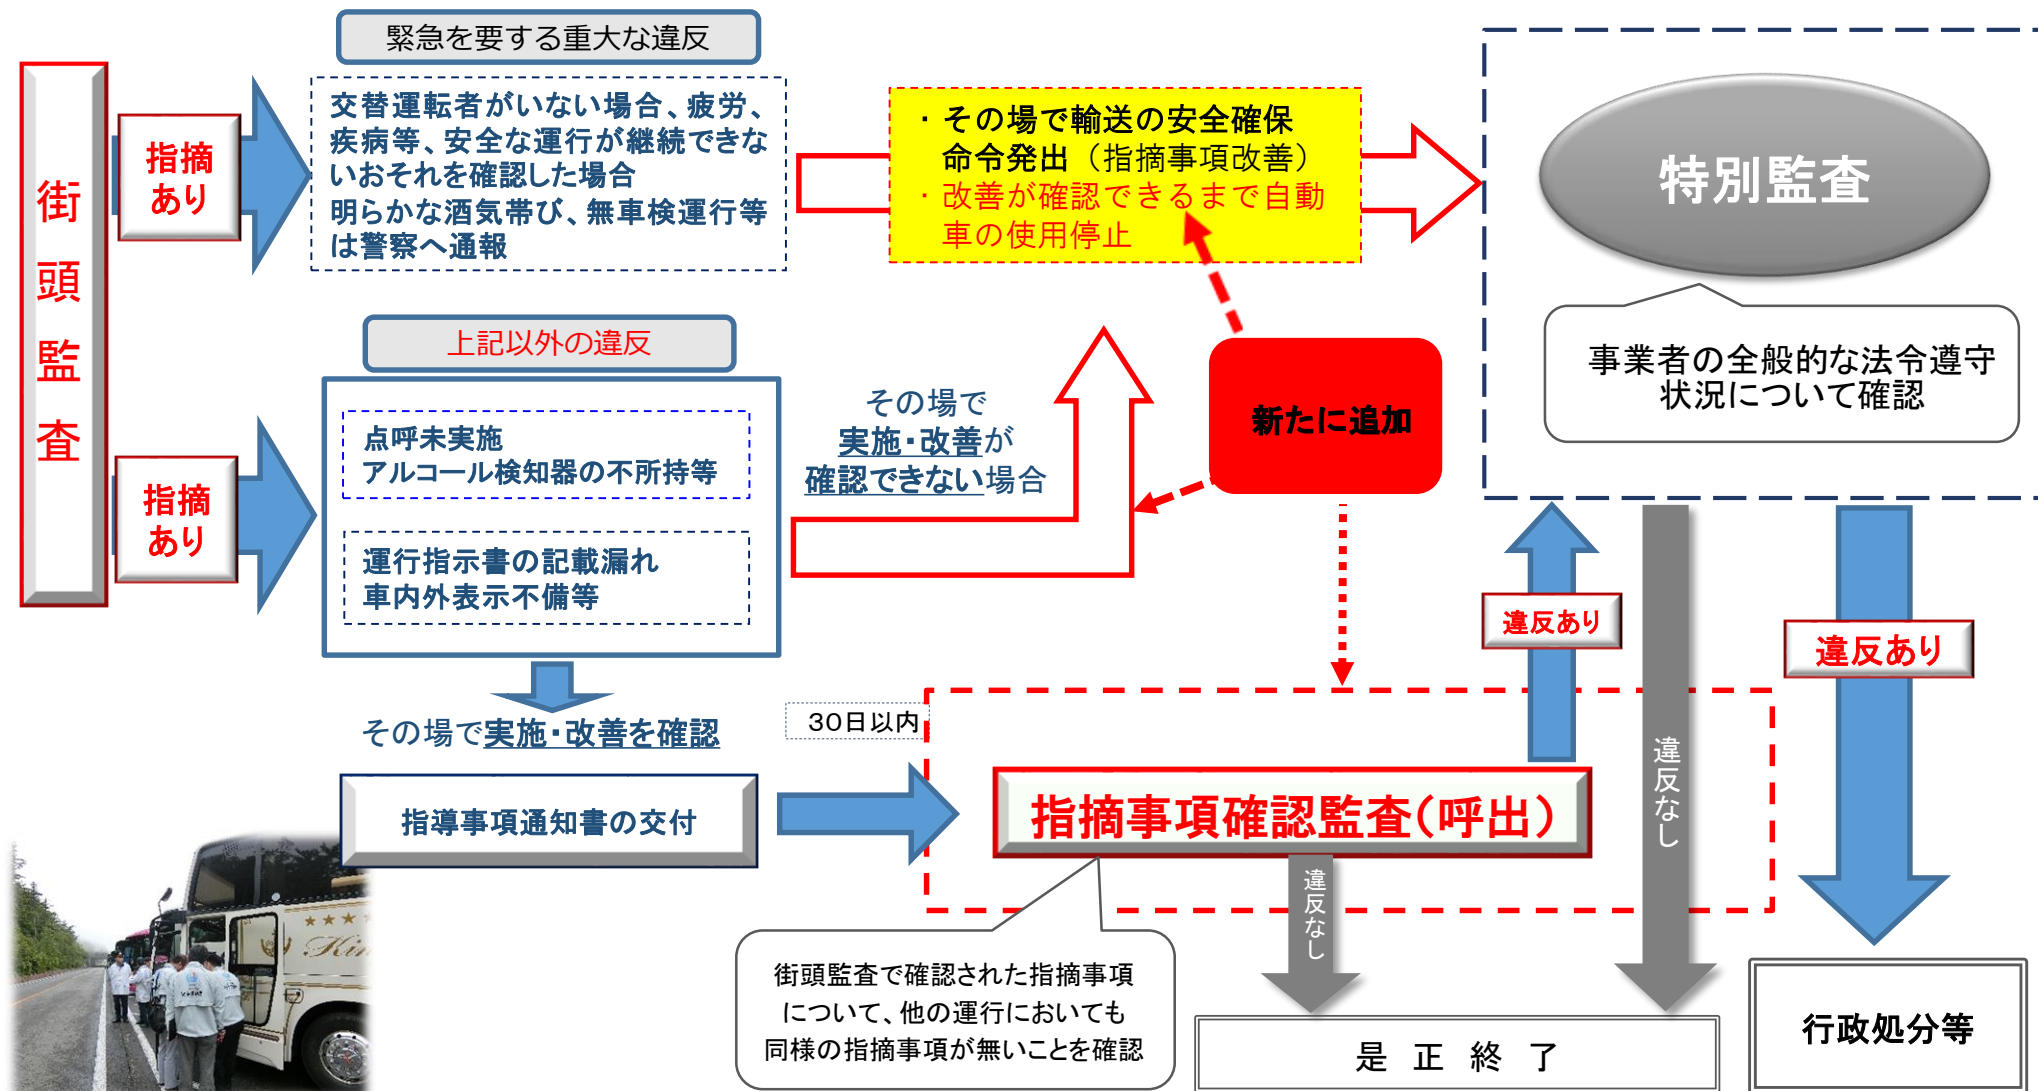 緊急を要する重大な違反
街頭監査
指摘
あり
交替運転者がいない場合、疲労、
疾病等、安全な運行が継続できな
いおそれを確認した場合
明らかな酒気帯び、無車検運行等
は警察へ通報
・その場で輸送の安全確保
命令発出（指摘事項改善）
・改善が確認できるまで自動
車の使用停止
特別監査
事業者の全般的な法令遵守
状況について確認
上記以外の違反
指摘
あり
点呼未実施
アルコール検知器の不所持等
運行指示書の記載漏れ
車内外表示不備等
その場で
実施・改善が
確認できない場合
新たに追加
違反あり
違反なし
違反あり
その場で実施・改善を確認
30日以内
指導事項通知書の交付
指摘事項確認監査（呼出）
違反なし
街頭監査で確認された指摘事項
について、他の運行においても
同様の指摘事項が無いことを確認
是正終了
行政処分等